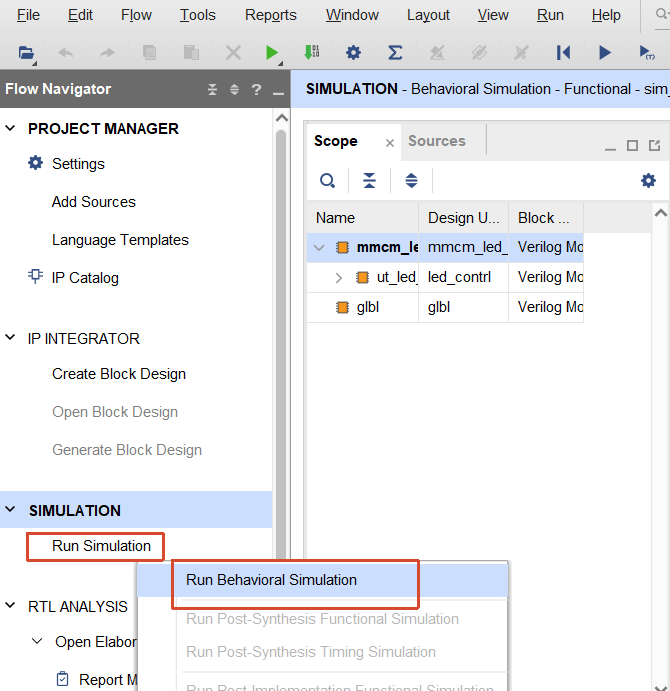 File Edit Flow Tools Reports Window Layout View Run Help
Flow Navigator
SIMULATION - Behavioral Simulation - Functional - sim_
PROJECT MANAGER
Settings
Add Sources
Language Templates
IP Catalog
IP INTEGRATOR
Create Block Design
Open Block Design
Generate Block Design
SIMULATION
Run Simulation
RTL ANALYSIS
Open Elabor
Report M
Scope Sources
Name Design U... Block ...
mmcm_le mmcm_led_ Verilog Mo
ut_led_ led_contrl Verilog Mo
glbl glbl Verilog Mo
Run Behavioral Simulation
Run Post-Synthesis Functional Simulation
Run Post-Synthesis Timing Simulation
Run Post-Implementation Functional Simulation